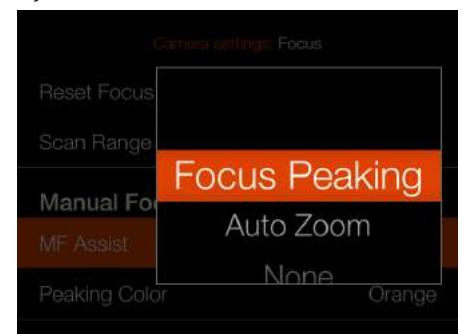 Camera settings: Focus
Reset Focus
Scan Range
Focus Peaking
Manual Fo
Auto Zoom
MF Assist
None
Peaking Color Orange